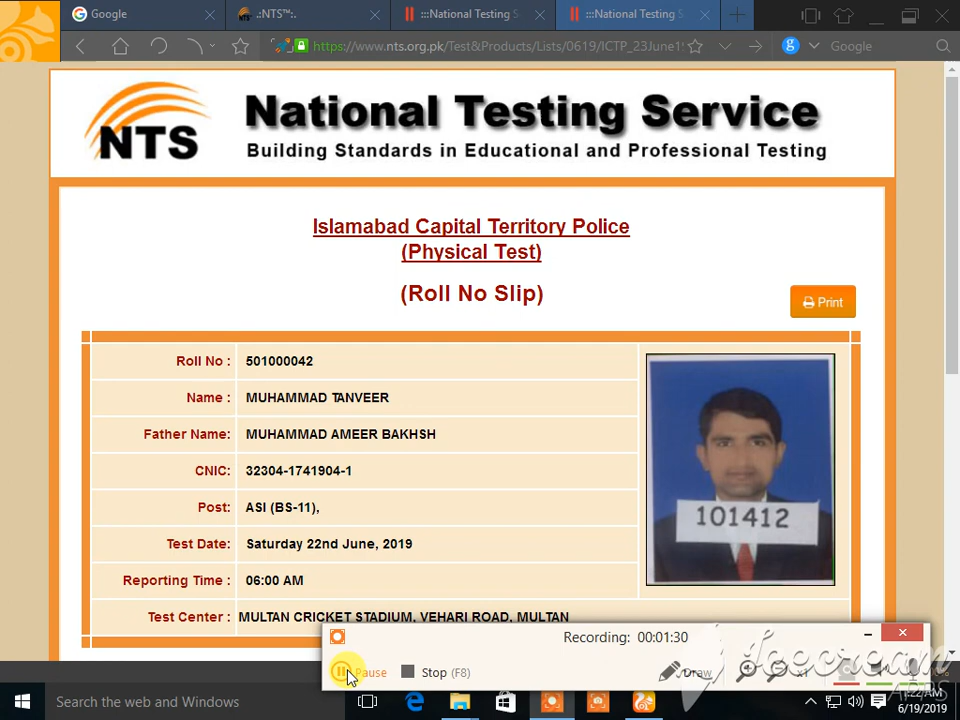 Google
.:NTS™:.
:::National Testing S
:::National Testing S
https://www.nts.org.pk/Test&Products/Lists/0619/ICTP_23June1
Google
NTS
National Testing Service
Building Standards in Educational and Professional Testing
Islamabad Capital Territory Police
(Physical Test)
(Roll No Slip)
Print
Roll No : 501000042
Name : MUHAMMAD TANVEER
Father Name: MUHAMMAD AMEER BAKHSH
CNIC: 32304-1741904-1
Post: ASI (BS-11),
Test Date: Saturday 22nd June, 2019
Reporting Time : 06:00 AM
Test Center : MULTAN CRICKET STADIUM, VEHARI ROAD, MULTAN
101412
Recording: 00:01:30
Pause
Stop (F8)
Draw
x1
Icecream
APPS
Search the web and Windows
6/19/2019